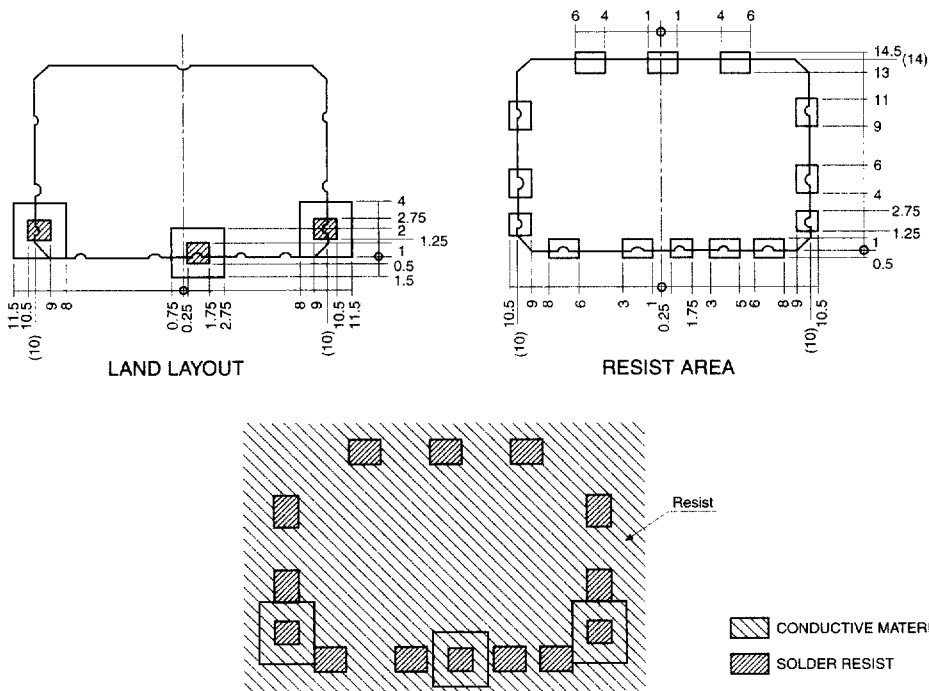 6 4 1 1 4 6
14.5
(14)
13
11
9
6
4
2.75
1.25
1
0.5
10.5 9 8 6 3 1 0.25 1.75 3 5 6 8 9 10.5
(10) (10)
RESIST AREA
4
2.75
2
1.25
1
0.5
1.5
11.5 10.5 9 8 0.75 0.25 1.75 2.75 8 9 10.5 11.5
(10) (10)
LAND LAYOUT
Resist
CONDUCTIVE MATER
SOLDER RESIST